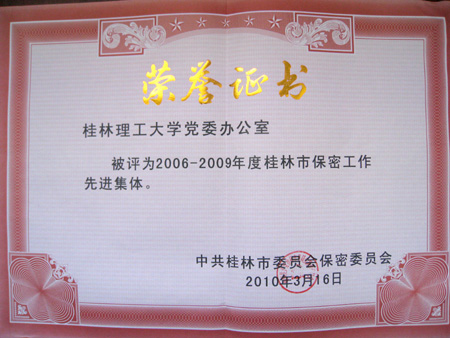 荣誉证书
桂林理工大学党委办公室
被评为2006-2009年度桂林市保密工作
先进集体。
中共桂林市委员会保密委员会
2010年3月16日